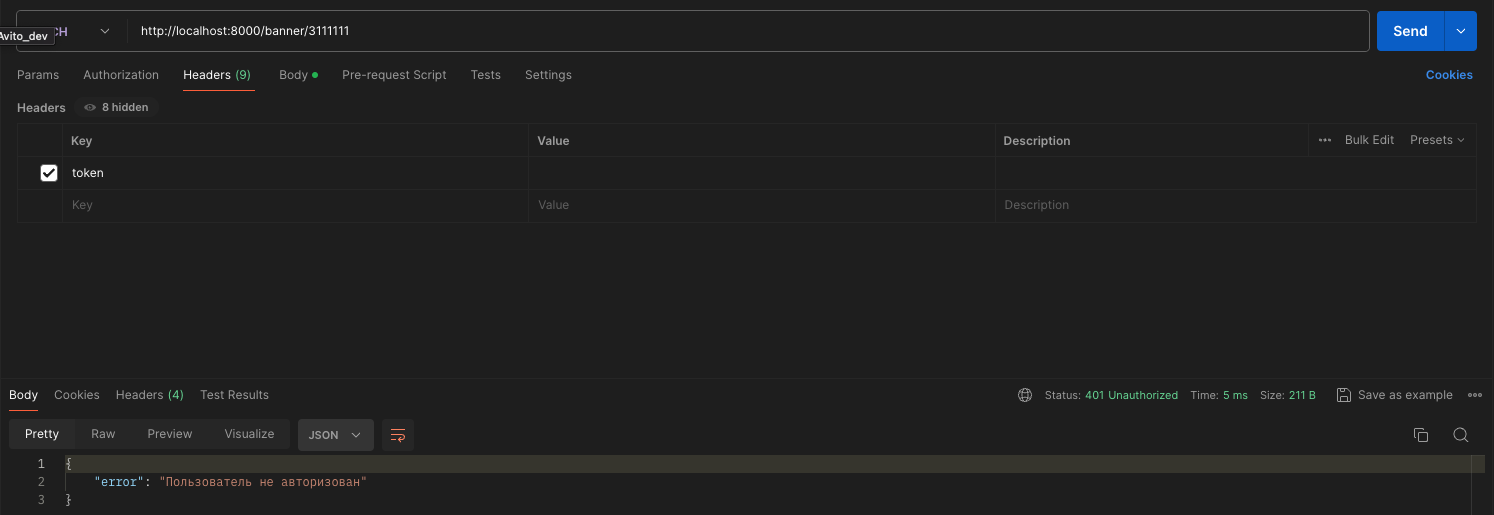 Avito_dev CH http://localhost:8000/banner/3111111 Send
Params Authorization Headers (9) Body Pre-request Script Tests Settings Cookies
Headers 8 hidden
Key Value Description ••• Bulk Edit Presets
token
Key Value Description
Body Cookies Headers (4) Test Results Status: 401 Unauthorized Time: 5 ms Size: 211 B Save as example
Pretty Raw Preview Visualize JSON
1 {
2 "error": "Пользователь не авторизован"
3 }